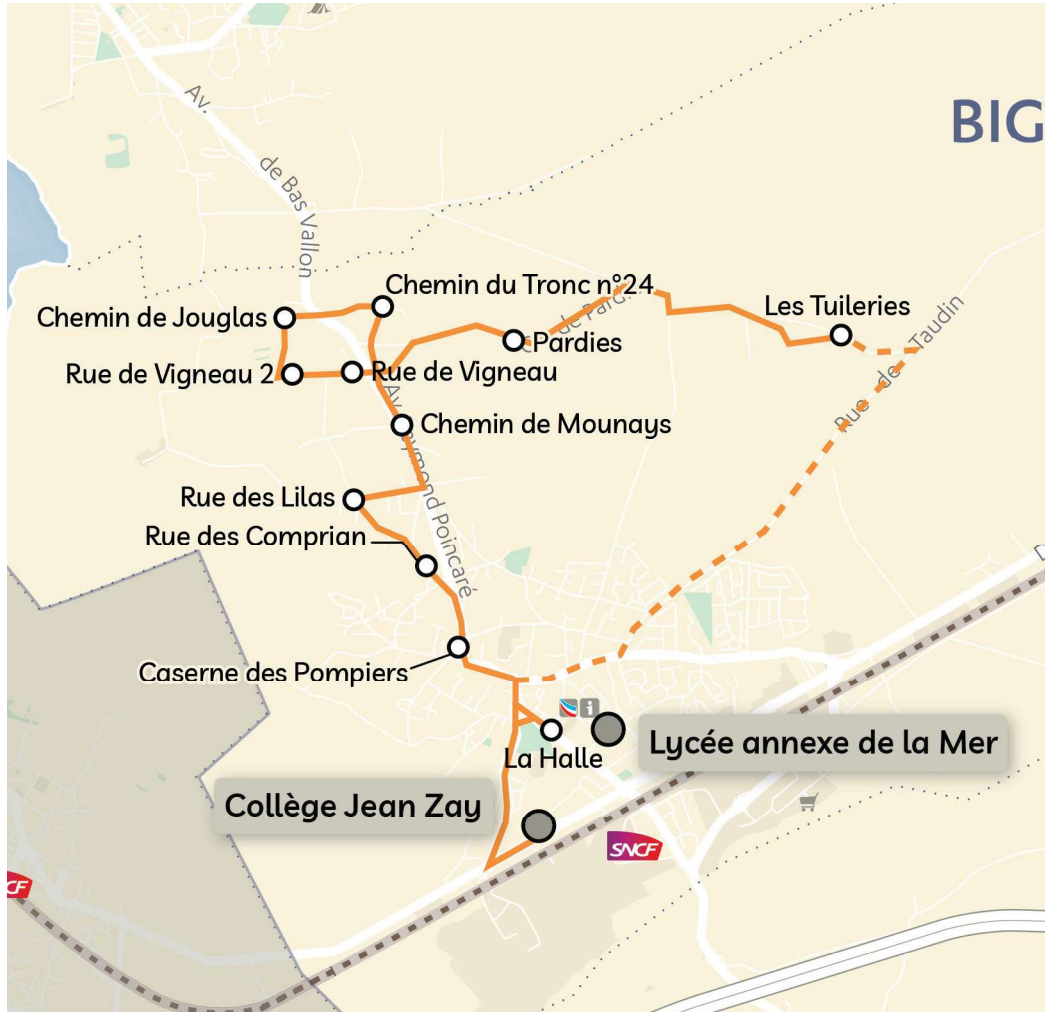 Av.
BIG
de Bas Vallon
Chemin du Tronc n°24
Chemin de Jouglas
Les Tuileries
Pardies
Rue de Taudin
Rue de Vigneau 2
Rue de Vigneau
Chemin de Mounays
Rue des Lilas
Rue des Comprian
Caserne des Pompiers
i
Lycée annexe de la Mer
La Halle
Collège Jean Zay
SNCF
CF
D